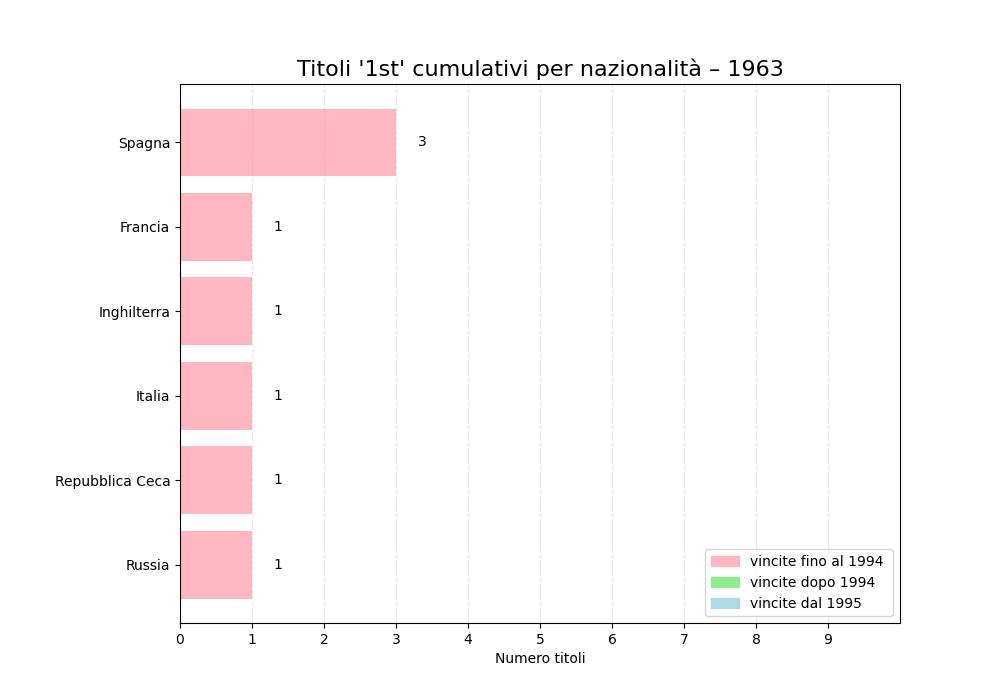 Titoli '1st' cumulativi per nazionalità – 1963
Spagna 3
Francia 1
Inghilterra 1
Italia 1
Repubblica Ceca 1
Russia 1
vincite fino al 1994
vincite dopo 1994
vincite dal 1995
0 1 2 3 4 5 6 7 8 9
Numero titoli